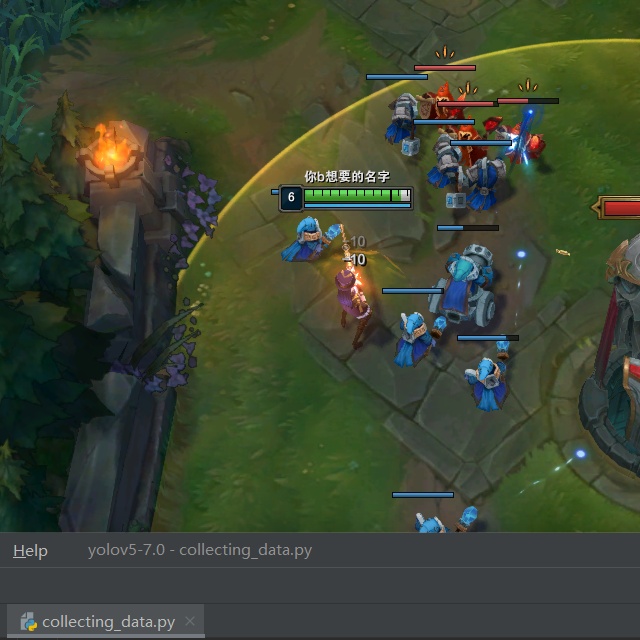 你b想要的名字
6
-10
-10
Help yolov5-7.0 - collecting_data.py
collecting_data.py